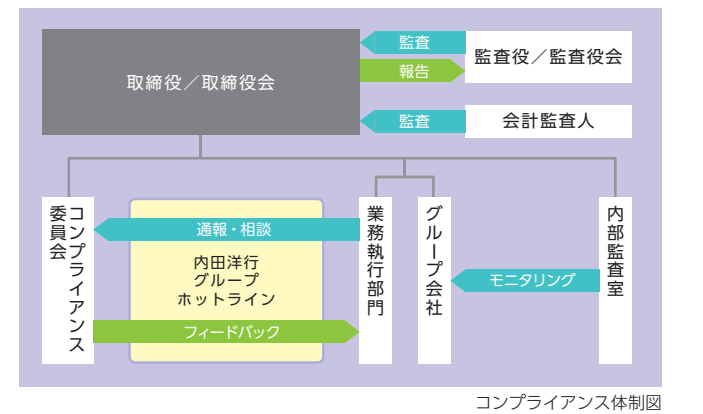 監査
監査役／監査役会
取締役／取締役会
報告
監査
会計監査人
コンプライアンス
委員会
通報・相談
内田洋行
グループ
ホットライン
フィードバック
業務執行部門
グループ会社
モニタリング
内部監査室
コンプライアンス体制図